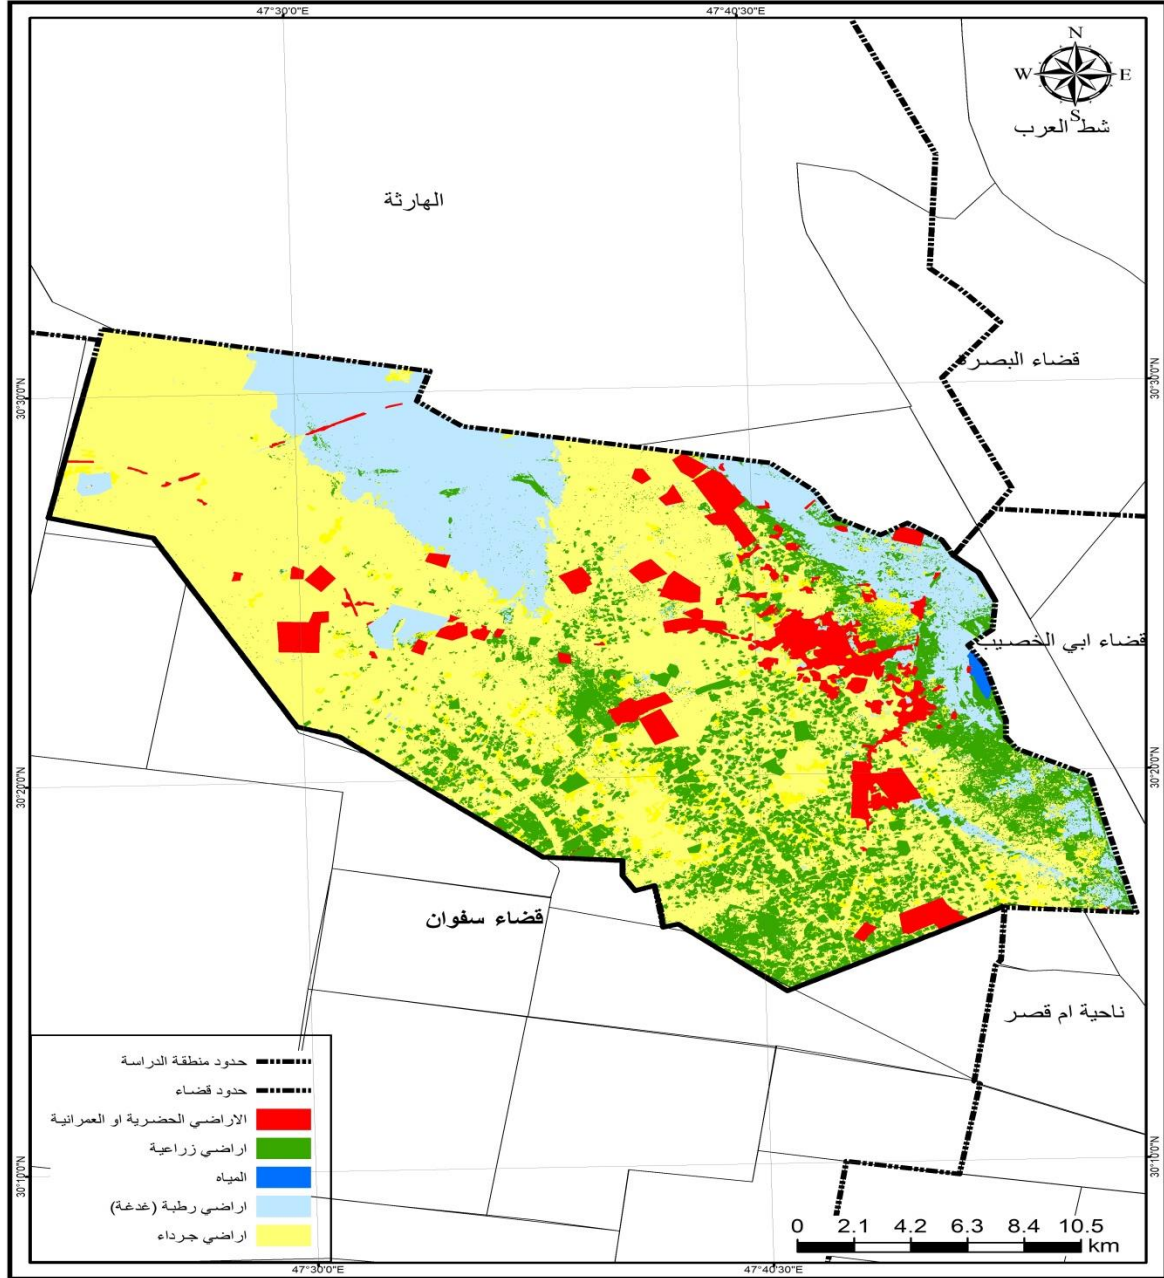 47°30'0"E
47°40'30"E
N
W
E
S
شط العرب
الهارثة
قضاء البصرة
30°30'0"N
30°30'0"N
قضاء ابي الخصيب
30°20'0"N
30°20'0"N
قضاء سفوان
ناحية ام قصر
حدود منطقة الدراسة
حدود قضاء
الاراضي الحضرية او العمرانية
اراضي زراعية
المياه
اراضي رطبة (غدغة)
اراضي جرداء
30°10'0"N
30°10'0"N
0 2.1 4.2 6.3 8.4 10.5
km
47°30'0"E
47°40'30"E